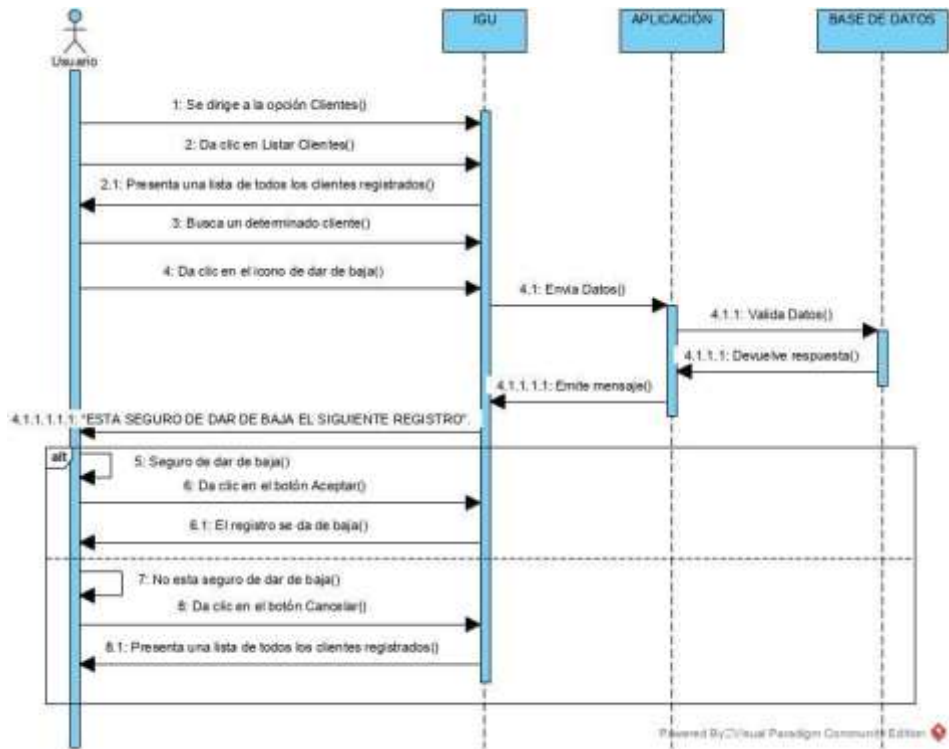 IGU
APLICACIÓN
BASE DE DATOS
Usuario
1: Se dirige a la opción Clientes()
2: Da clic en Listar Clientes()
2.1: Presenta una lista de todos los clientes registrados()
3: Busca un determinado cliente()
4: Da clic en el icono de dar de baja()
4.1: Envia Datos()
4.1.1: Valida Datos()
4.1.1.1: Devuelve respuesta()
4.1.1.1.1: Emite mensaje()
4.1.1.1.1.1: "ESTA SEGURO DE DAR DE BAJA EL SIGUIENTE REGISTRO".
alt
5: Seguro de dar de baja()
6: Da clic en el botón Aceptar()
6.1: El registro se da de baja()
7: No esta seguro de dar de baja()
8: Da clic en el botón Cancelar()
8.1: Presenta una lista de todos los clientes registrados()
Powered By Visual Paradigm Community Edition